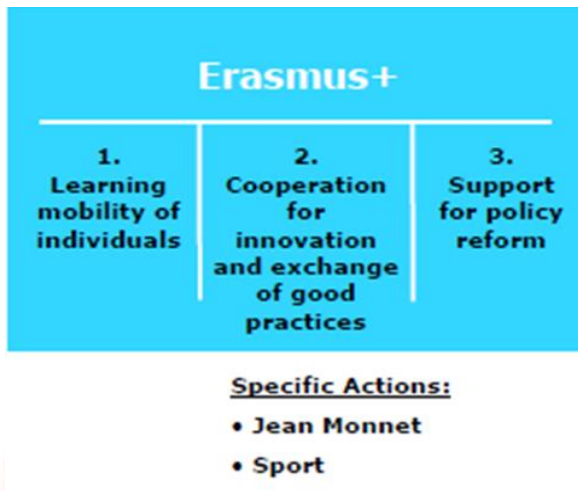 Erasmus+
1.
Learning
mobility of
individuals
2.
Cooperation
for
innovation
and exchange
of good
practices
3.
Support
for policy
reform
Specific Actions:
• Jean Monnet
• Sport